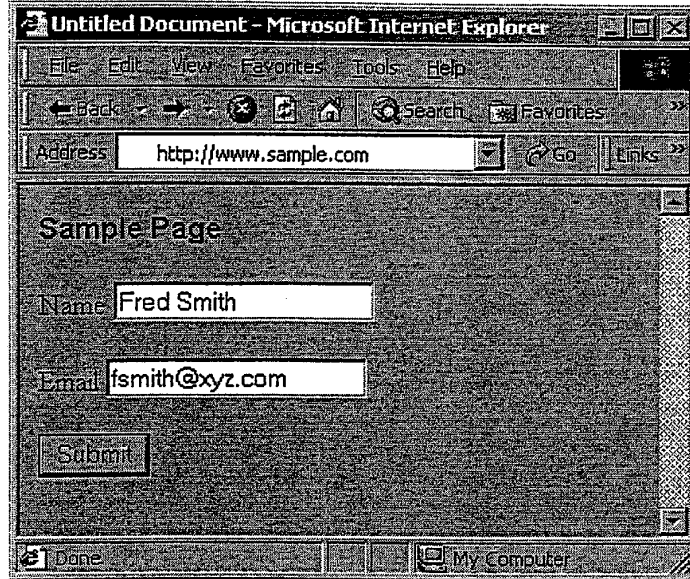 Untitled Document - Microsoft Internet Explorer
File Edit View Favorites Tools Help
Back Search Favorites »
Address http://www.sample.com Go Links »
Sample Page
Name Fred Smith
Email fsmith@xyz.com
Submit
Done My Computer